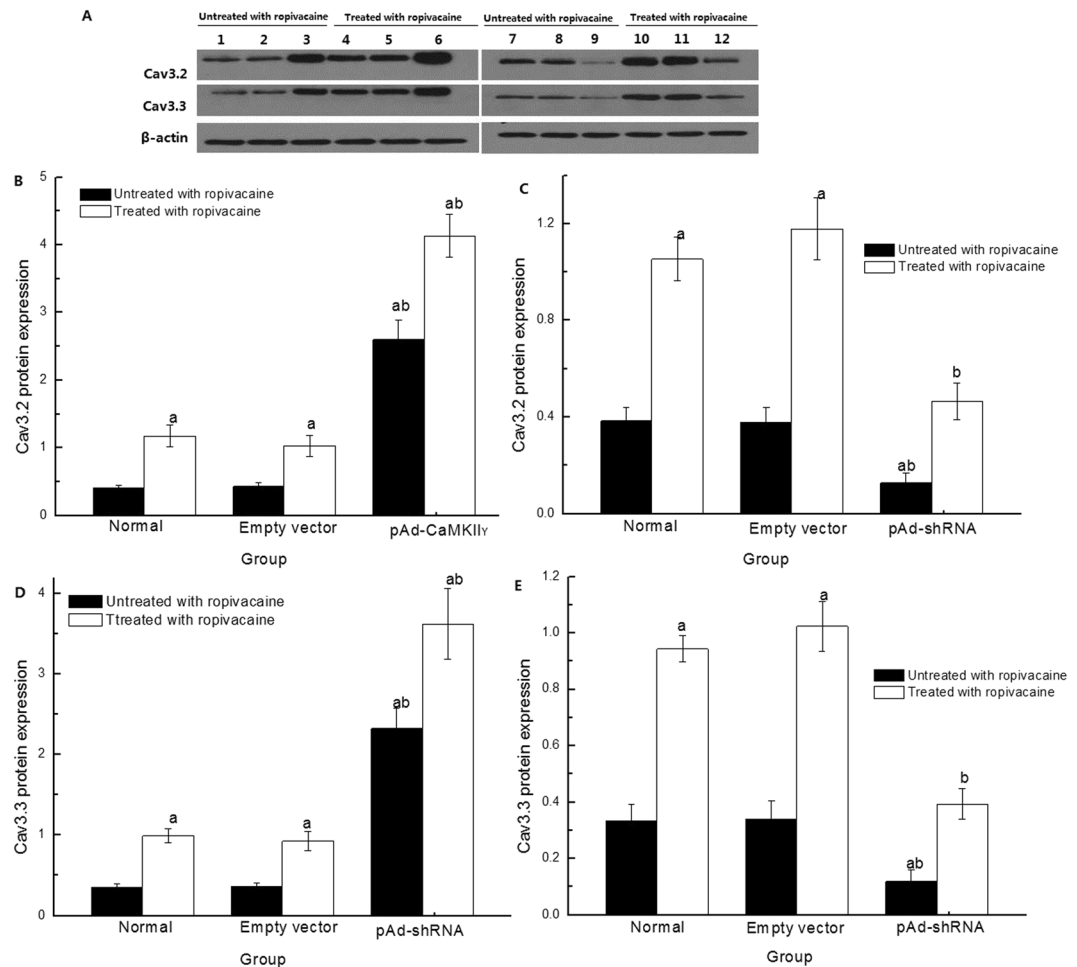 A
Untreated with ropivacaine Treated with ropivacaine Untreated with ropivacaine Treated with ropivacaine
1 2 3 4 5 6 7 8 9 10 11 12
Cav3.2
Cav3.3
β-actin
B
Untreated with ropivacaine
Treated with ropivacaine
Cav3.2 protein expression
5
4
3
2
1
0
a
a
ab
ab
Normal Empty vector pAd-CaMKIIγ
Group
C
Untreated with ropivacaine
Treated with ropivacaine
Cav3.2 protein expression
1.2
0.8
0.4
0.0
a
a
ab
b
Normal Empty vector pAd-shRNA
Group
D
Untreated with ropivacaine
Ttreated with ropivacaine
Cav3.3 protein expression
4
3
2
1
0
a
a
ab
ab
Normal Empty vector pAd-shRNA
Group
E
Untreated with ropivacaine
Treated with ropivacaine
Cav3.3 protein expression
1.2
1.0
0.8
0.6
0.4
0.2
0.0
a
a
ab
b
Normal Empty vector pAd-shRNA
Group